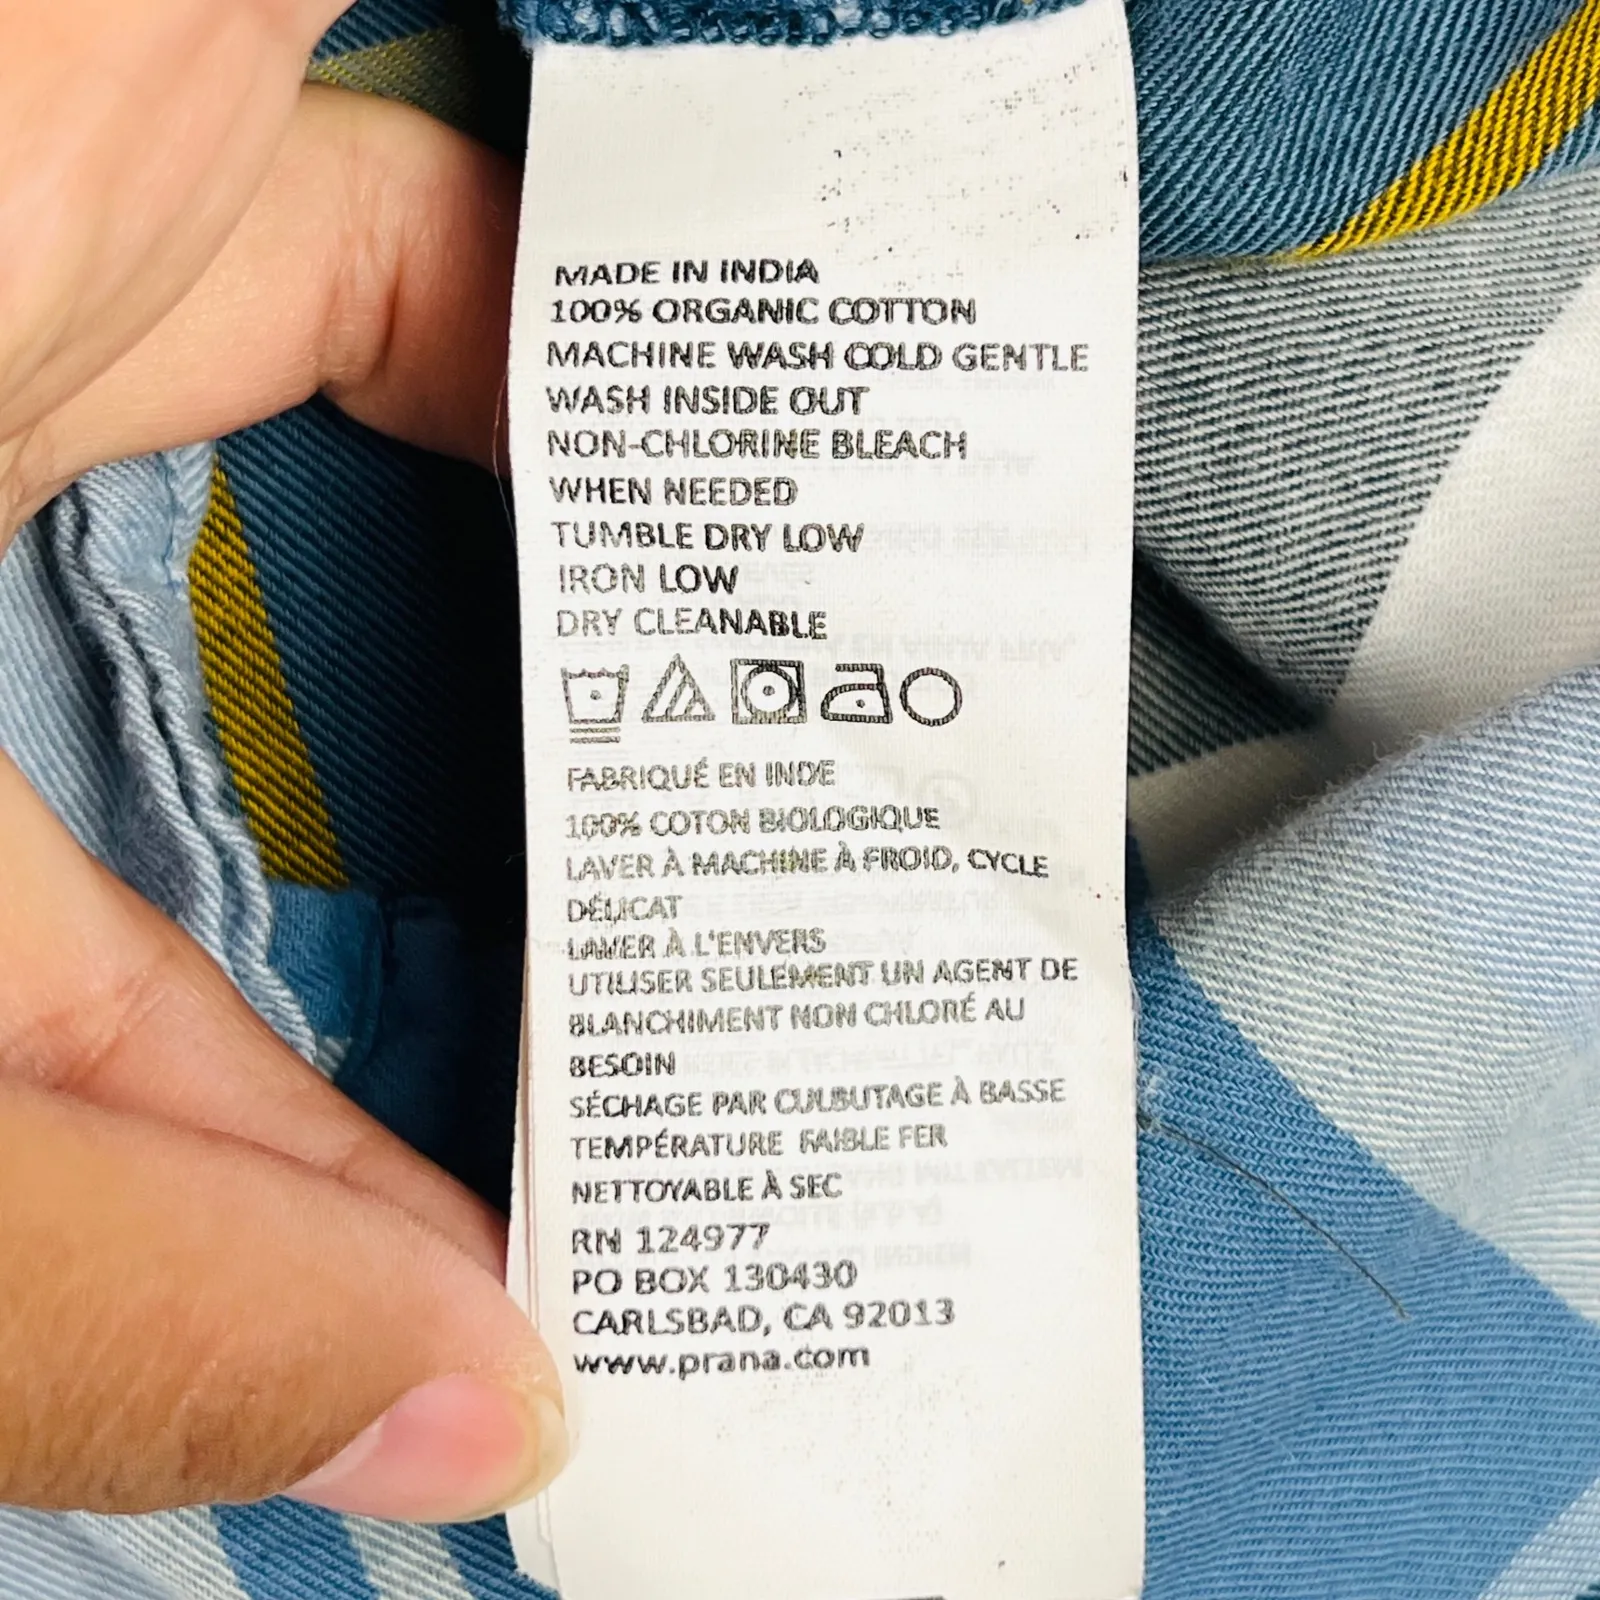 MADE IN INDIA
100% ORGANIC COTTON
MACHINE WASH COLD GENTLE
WASH INSIDE OUT
NON-CHLORINE BLEACH
WHEN NEEDED
TUMBLE DRY LOW
IRON LOW
DRY CLEANABLE
FABRIQUÉ EN INDE
100% COTON BIOLOGIQUE
LAVER À MACHINE À FROID, CYCLE
DÉLICAT
LAVER À L'ENVERS
UTILISER SEULEMENT UN AGENT DE
BLANCHIMENT NON CHLORÉ AU
BESOIN
SÉCHAGE PAR CULBUTAGE À BASSE
TEMPÉRATURE FAIBLE FER
NETTOYABLE À SEC
RN 124977
PO BOX 130430
CARLSBAD, CA 92013
www.prana.com